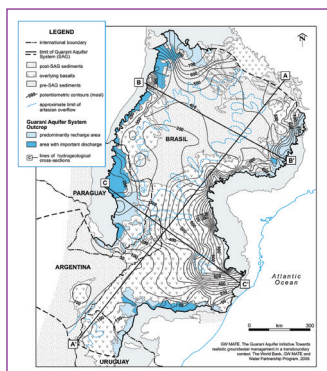 LEGEND
international boundary
limit of Guarani Aquifer
System (SAG)
post-SAG sediments
overlying basalts
pre-SAG sediments
potentiometric contours (masl)
approximate limit of
artesian overflow
Guarani Aquifer System
Outcrop
predominantly recharge area
area with important discharge
lines of hydrogeological
cross-sections
N
B
A
BRASIL
B'
C
PARAGUAY
ARGENTINA
C'
Atlantic
Ocean
A'
URUGUAY
0 km 300
GW MATE. The Guarani Aquifer Initiative Towards
realistic groundwater management in a transboundary
context. The World Bank, GW MATE and
Water Partnership Program, 2009.